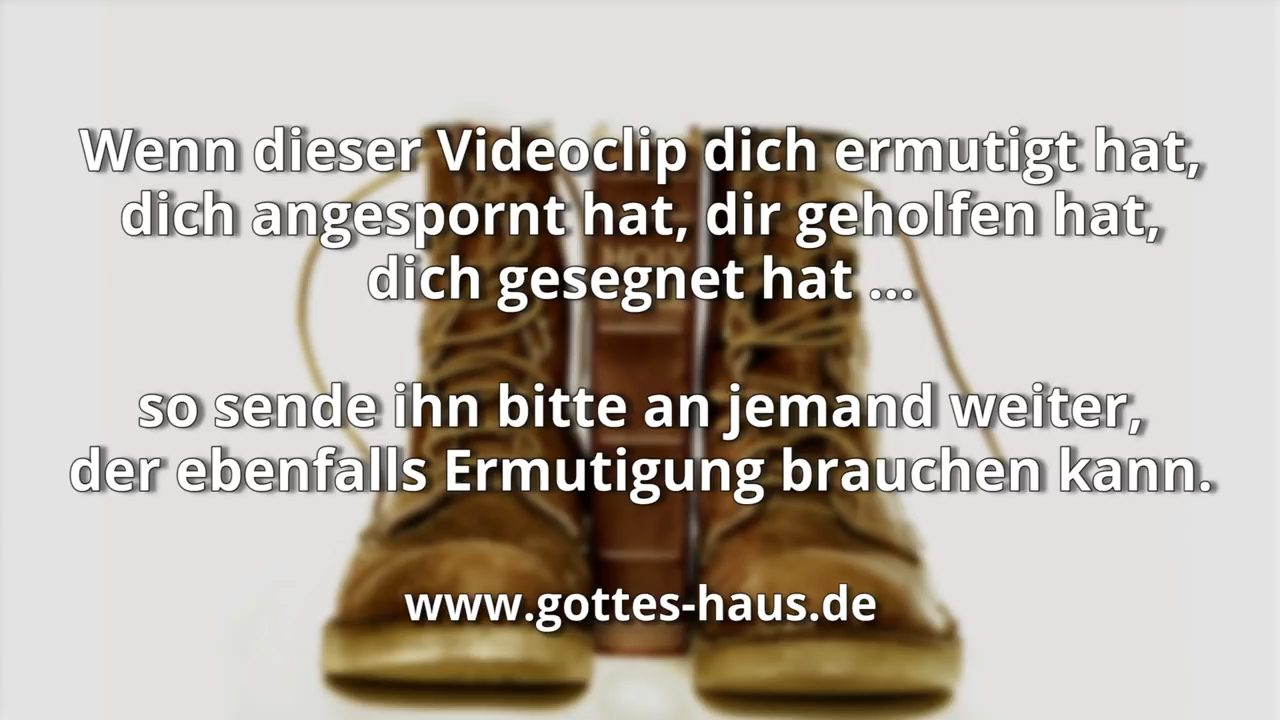 Wenn dieser Videoclip dich ermutigt hat,
dich angespornt hat, dir geholfen hat,
dich gesegnet hat ...
so sende ihn bitte an jemand weiter,
der ebenfalls Ermutigung brauchen kann.
www.gottes-haus.de
HOLY